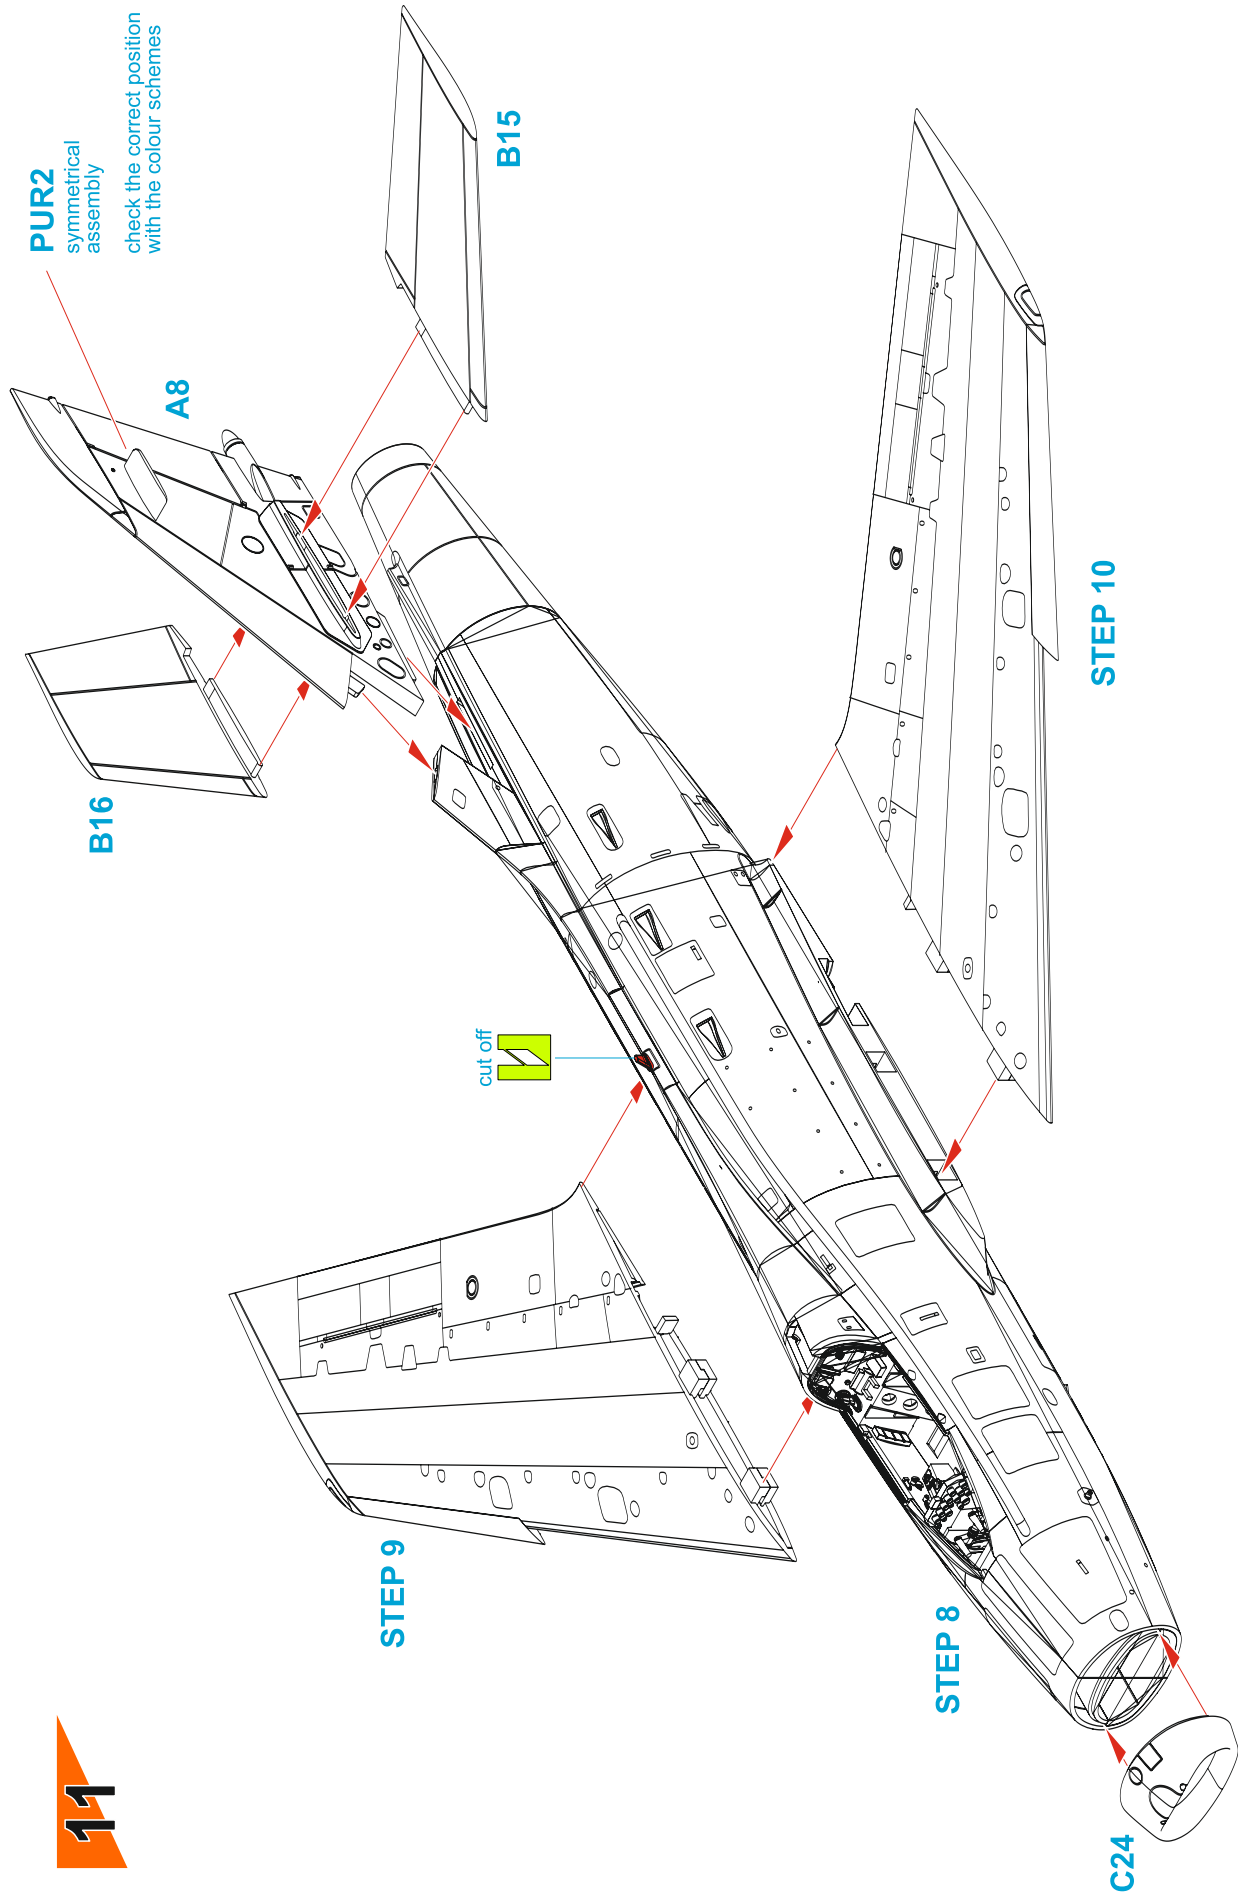 11
PUR2
symmetrical
assembly
check the correct position
with the colour schemes
A8
B15
B16
cut off
STEP 9
STEP 10
STEP 8
C24